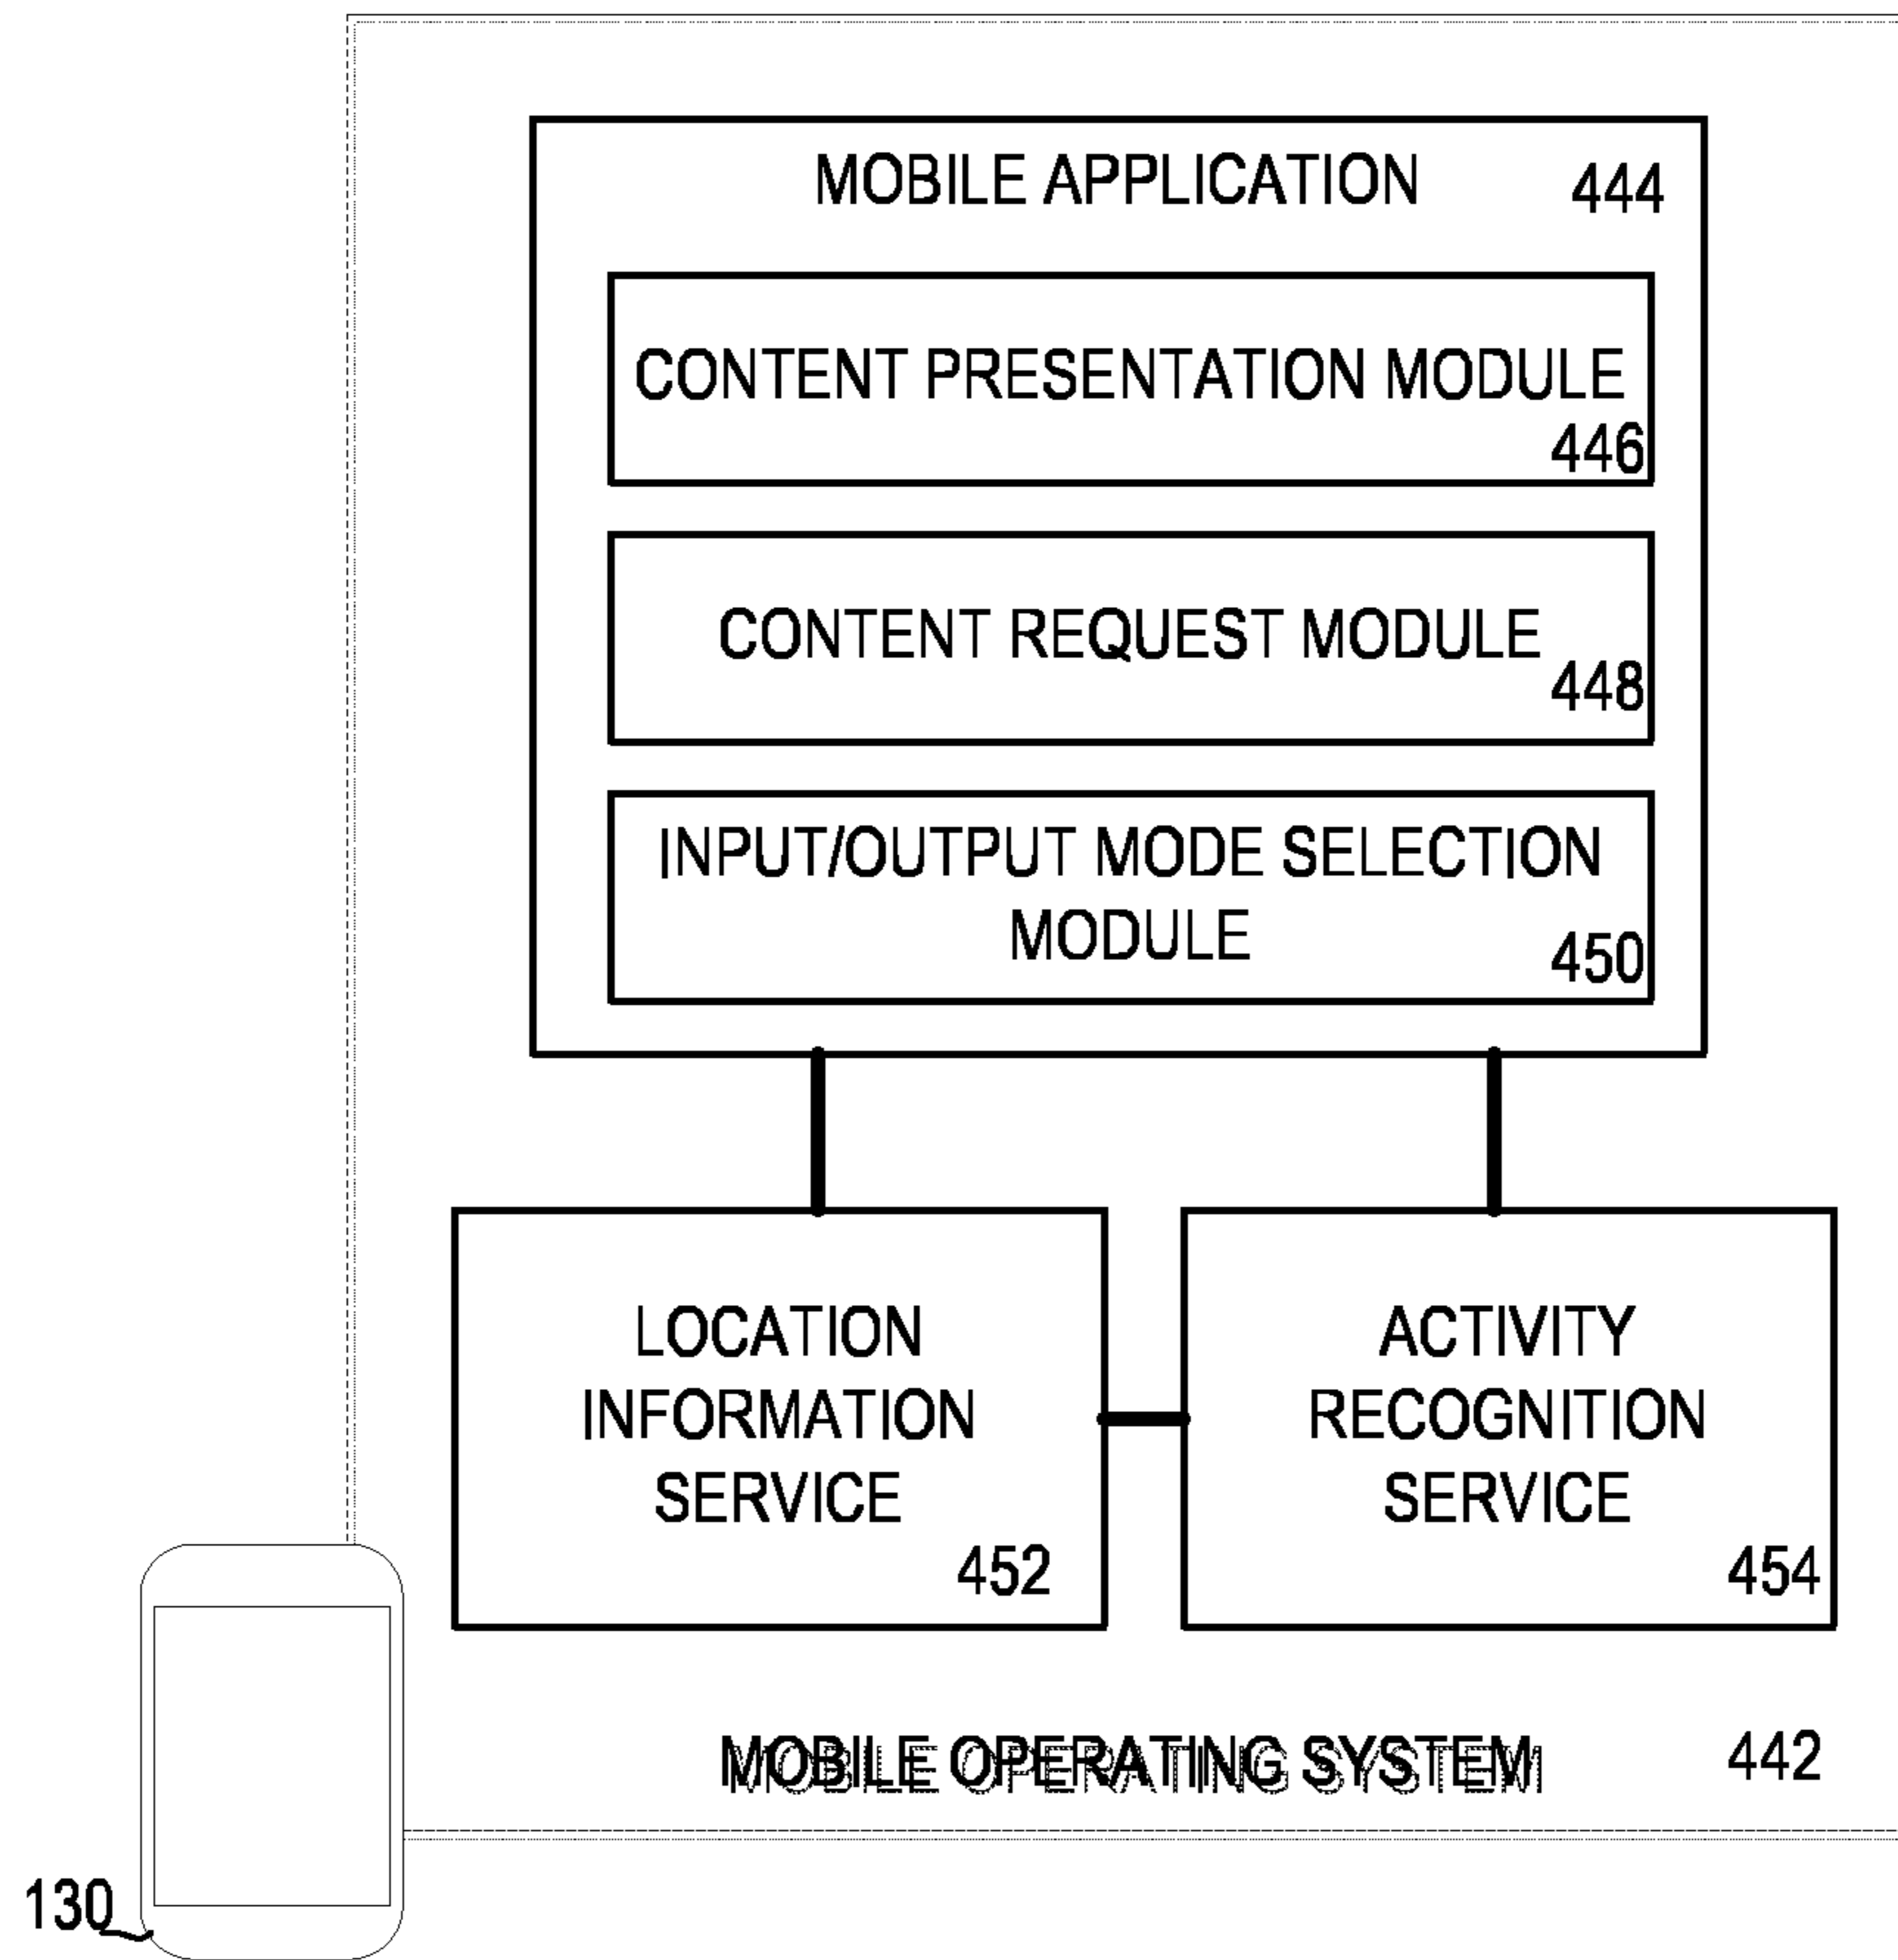 MOBILE APPLICATION 444
CONTENT PRESENTATION MODULE
446
CONTENT REQUEST MODULE
448
INPUT/OUTPUT MODE SELECTION
MODULE
450
LOCATION
INFORMATION
SERVICE
452
ACTIVITY
RECOGNITION
SERVICE
454
MOBILE OPERATING SYSTEM 442
130